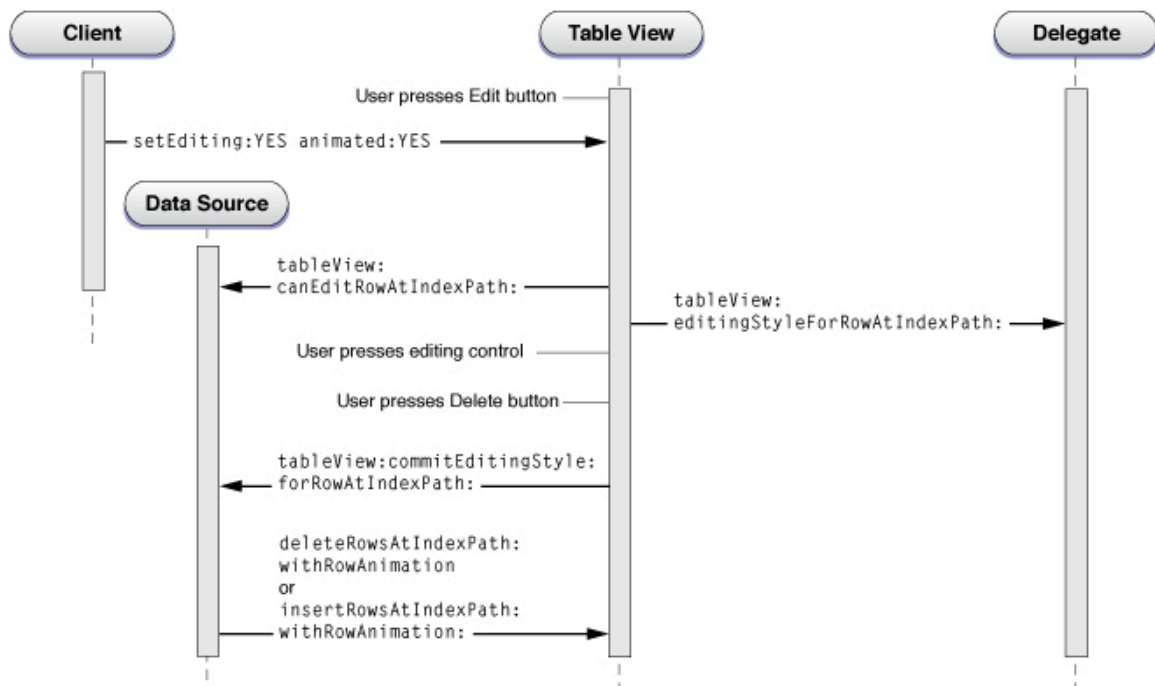 Client
Table View
Delegate
User presses Edit button
setEditing:YES animated:YES
Data Source
tableView:
canEditRowAtIndexPath:
tableView:
editingStyleForRowAtIndexPath:
User presses editing control
User presses Delete button
tableView:commitEditingStyle:
forRowAtIndexPath:
deleteRowsAtIndexPath:
withRowAnimation
or
insertRowsAtIndexPath:
withRowAnimation: